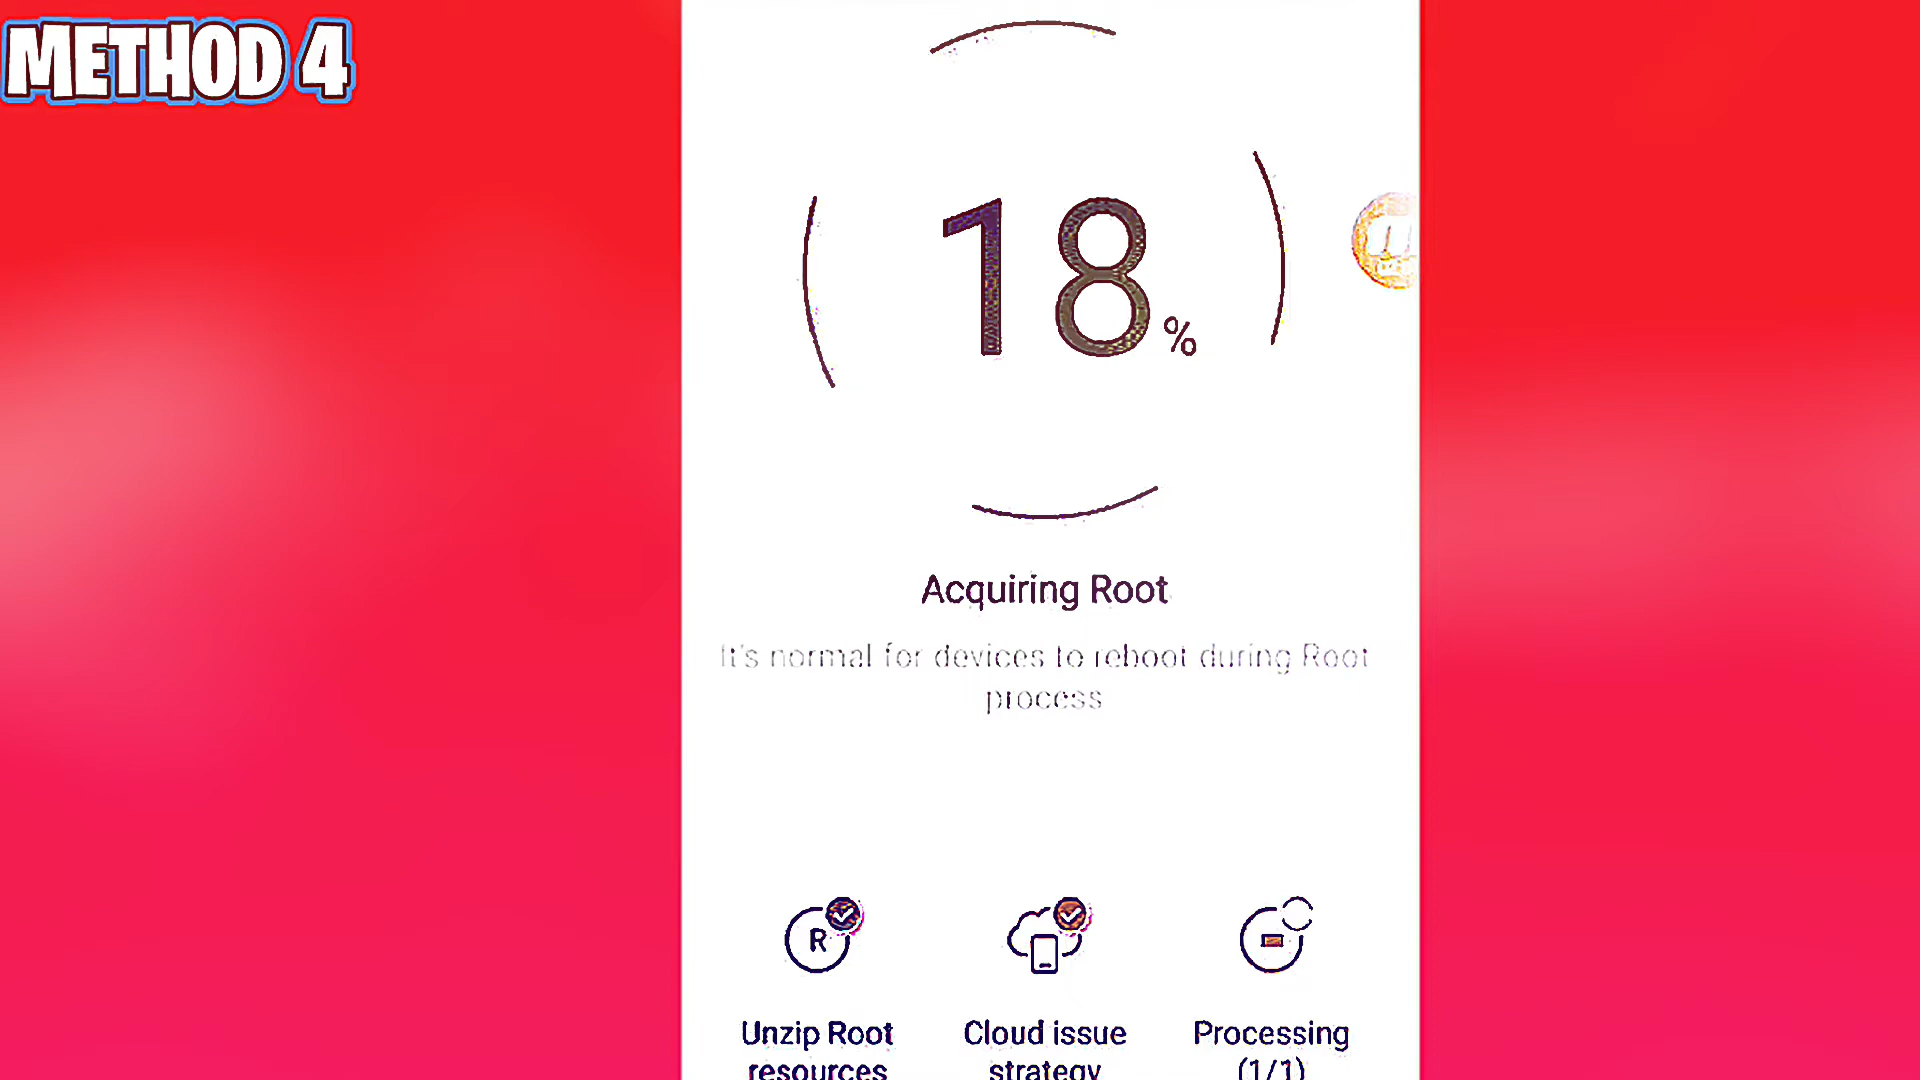 METHOD 4
18%
Acquiring Root
It's normal for devices to reboot during Root
process
R
Unzip Root
resources
Cloud issue
strategy
Processing
(1/1)